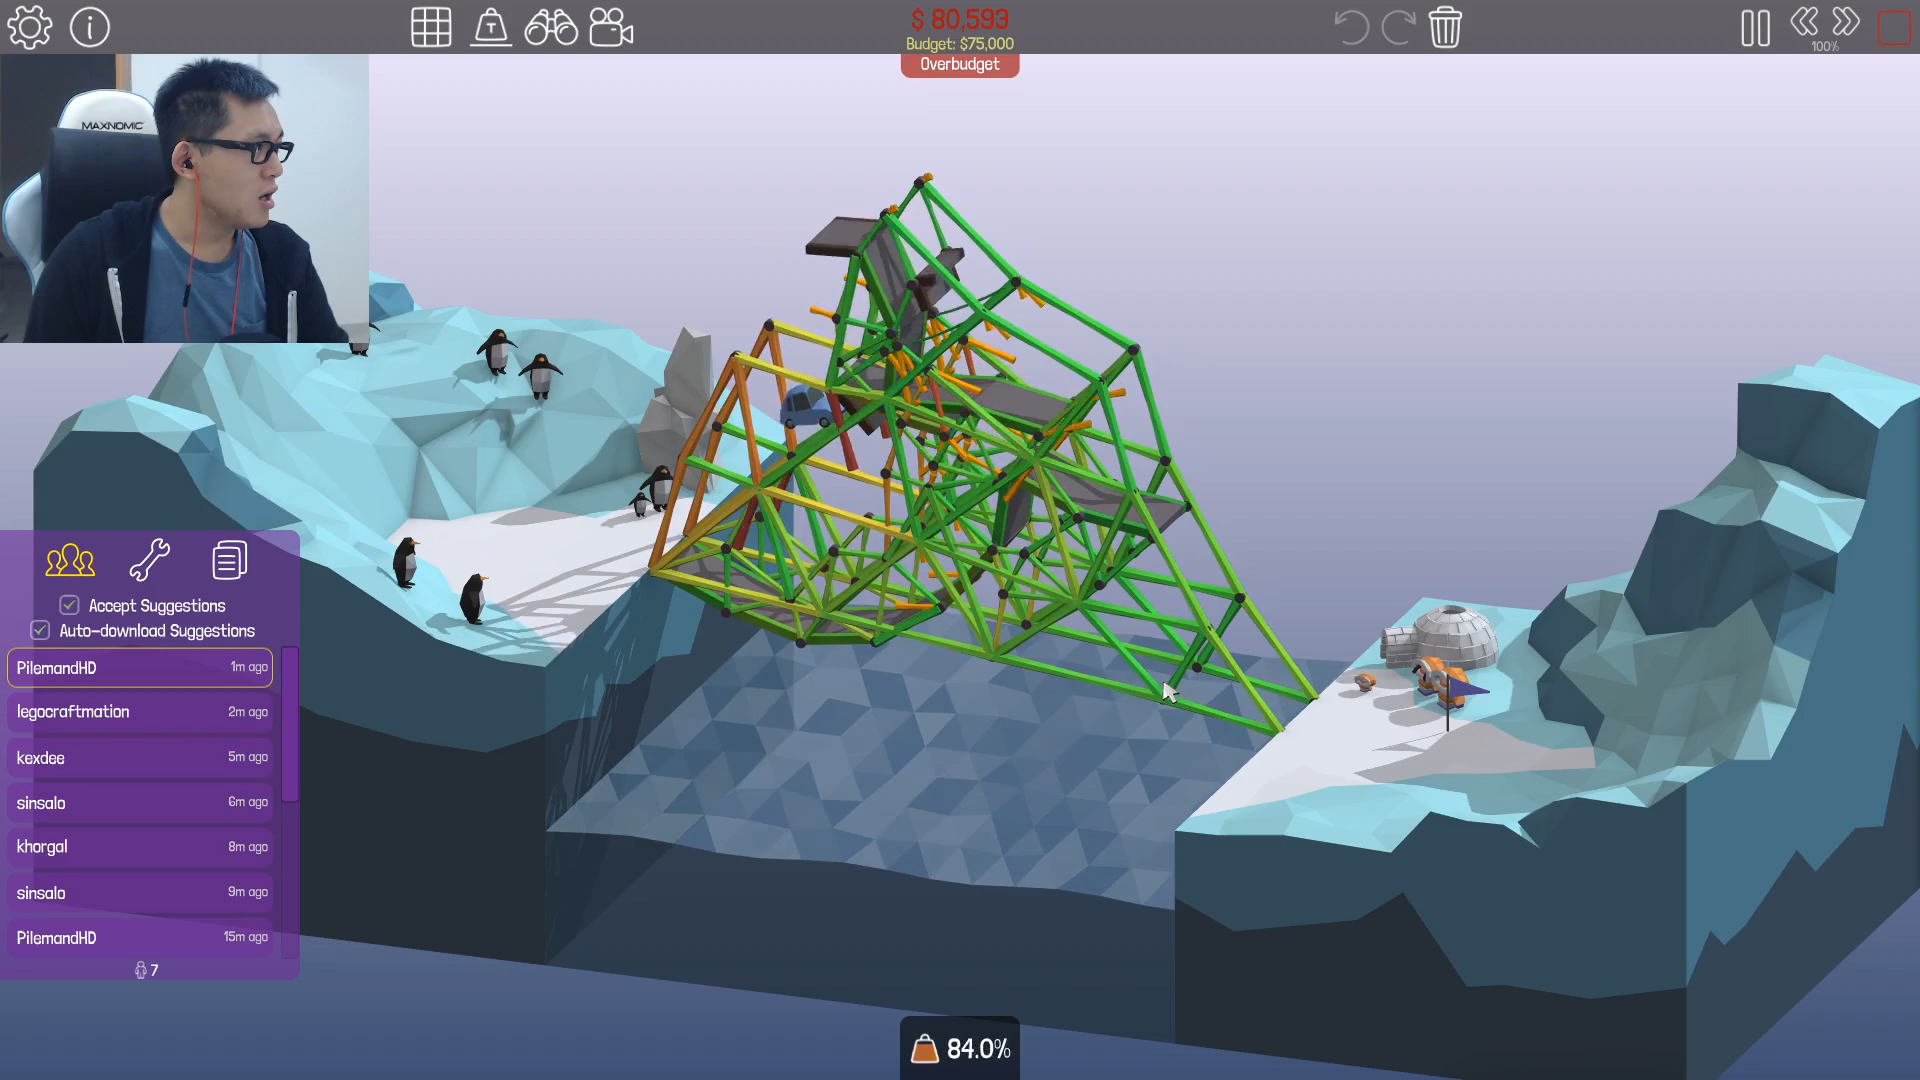 $ 80,593
Budget: $75,000
Overbudget
100%
MAXNOMIC
Accept Suggestions
Auto-download Suggestions
PilemandHD 1m ago
legocraftmation 2m ago
kexdee 5m ago
sinsalo 6m ago
khorgal 8m ago
sinsalo 9m ago
PilemandHD 15m ago
7
84.0%